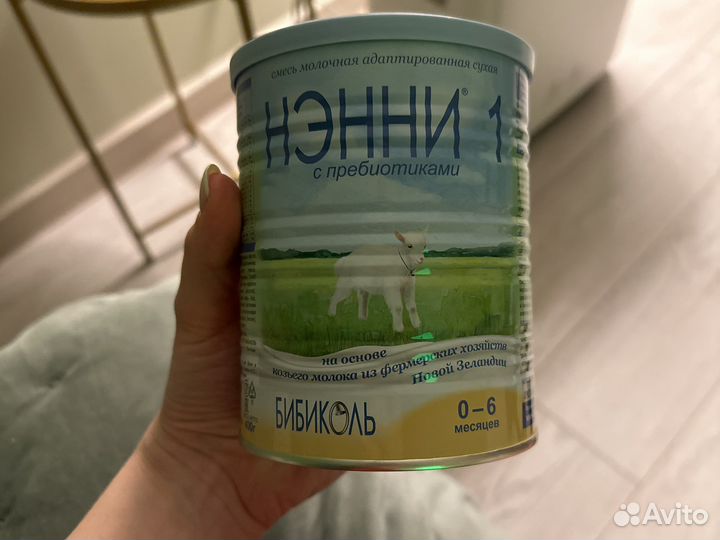 смесь молочная адаптированная сухая
НЭННИ® 1
с пребиотиками
на основе
козьего молока из фермерских хозяйств
Новой Зеландии
БИБИКОЛЬ
0–6
месяцев
400г
Avito